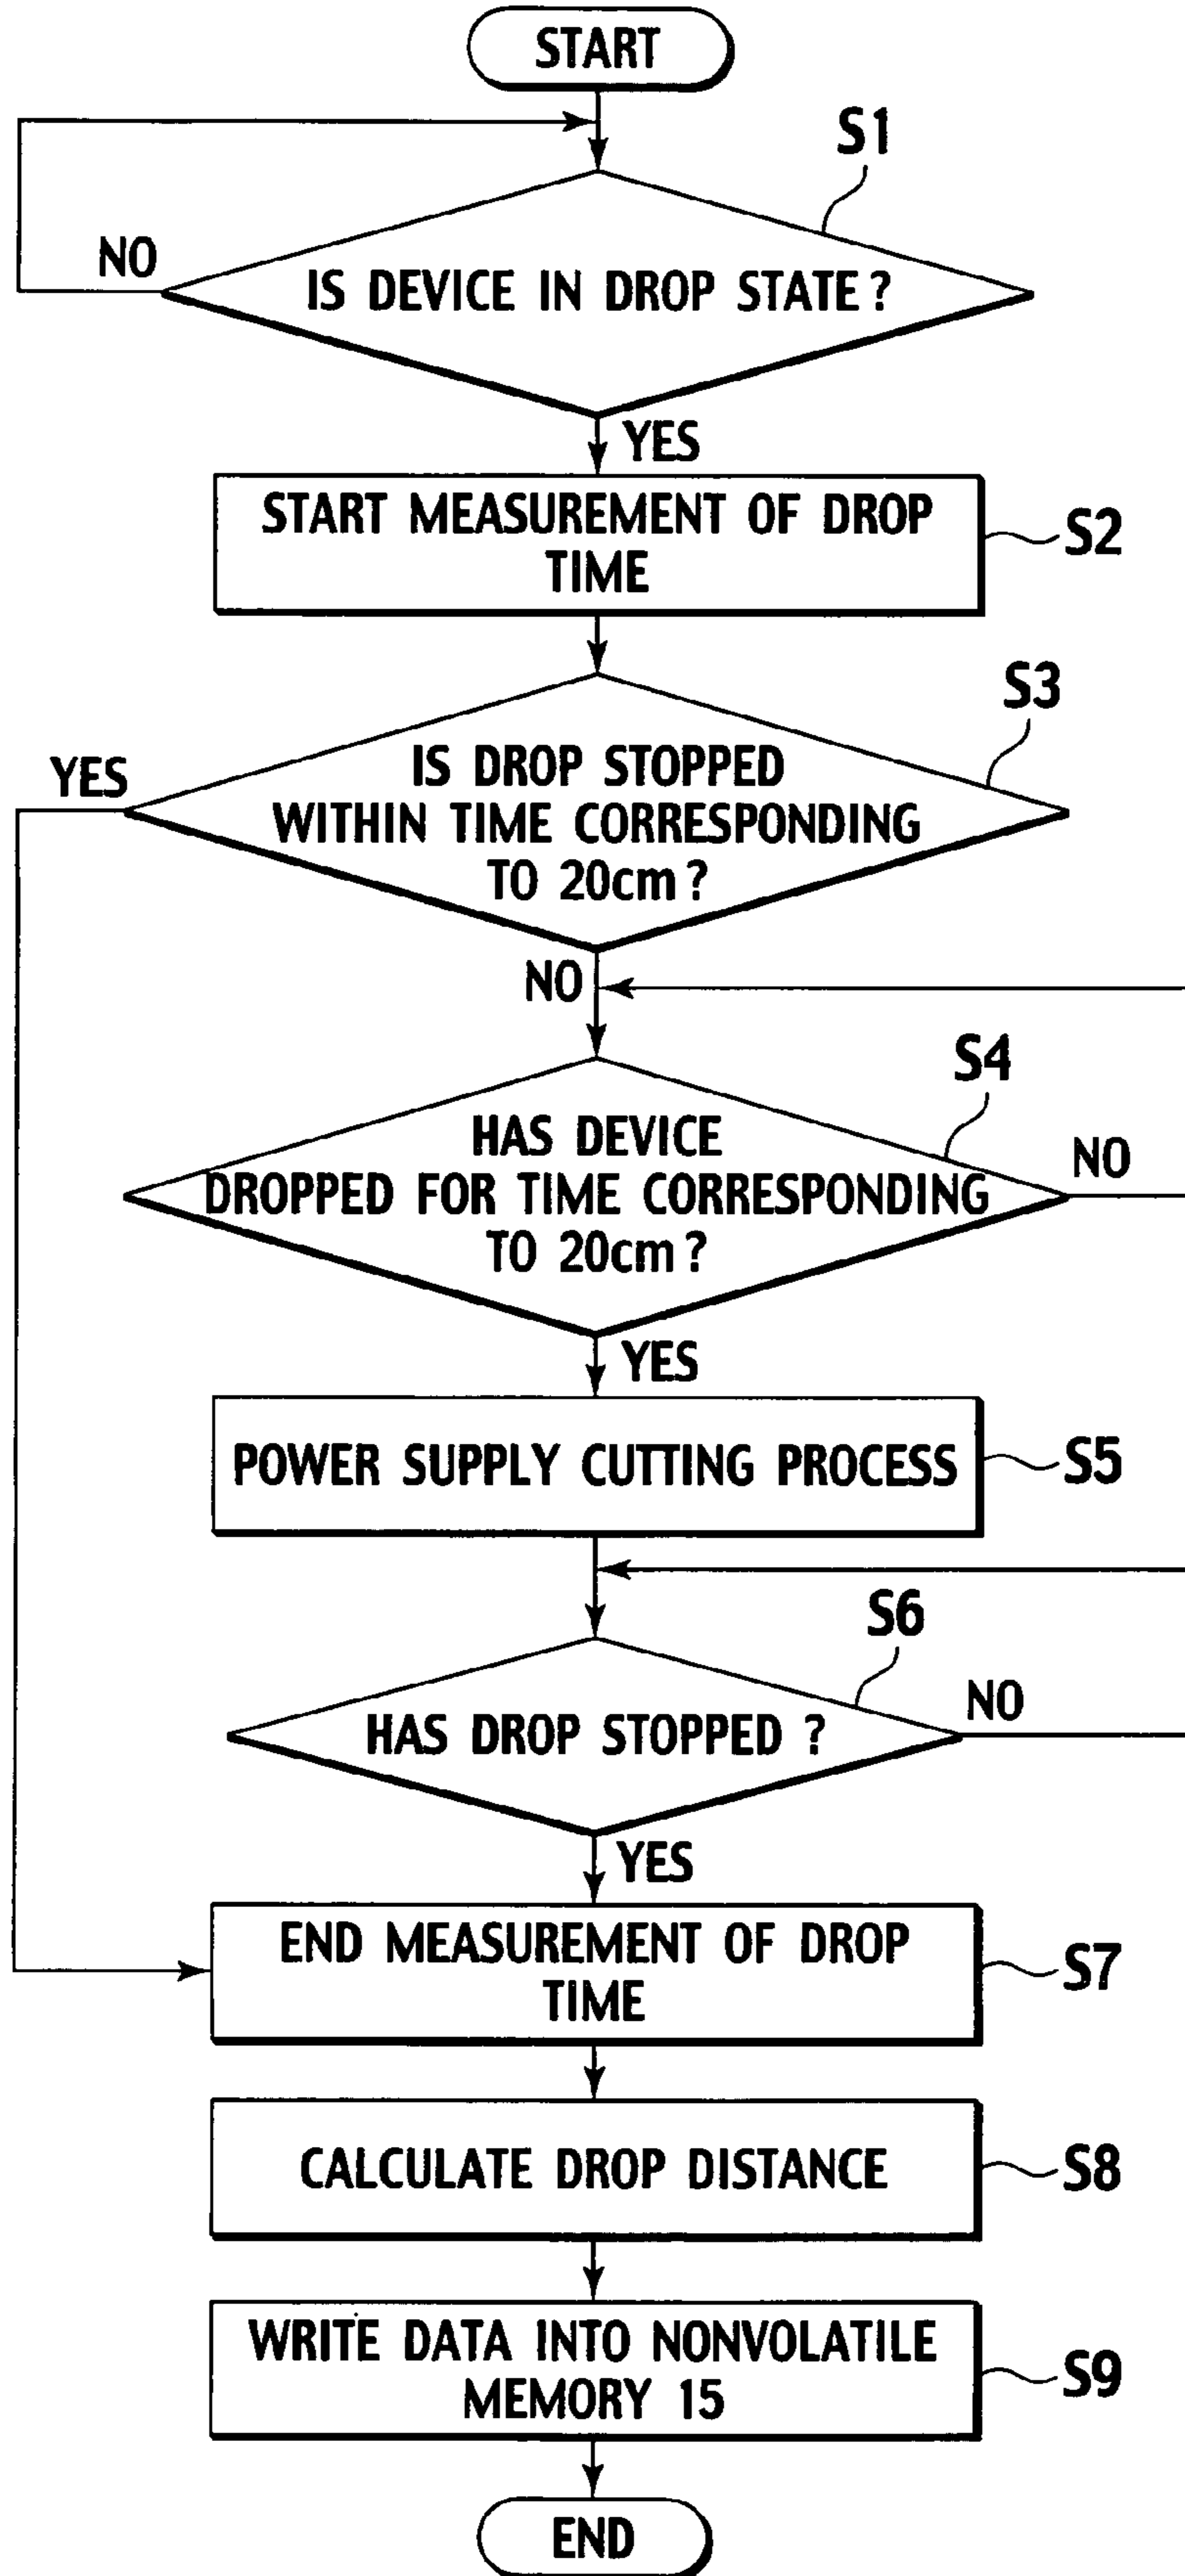 START
S1
NO
IS DEVICE IN DROP STATE?
YES
START MEASUREMENT OF DROP
TIME
S2
S3
YES
IS DROP STOPPED
WITHIN TIME CORRESPONDING
TO 20cm?
NO
S4
HAS DEVICE
DROPPED FOR TIME CORRESPONDING
TO 20cm?
NO
YES
POWER SUPPLY CUTTING PROCESS
S5
S6
HAS DROP STOPPED ?
NO
YES
END MEASUREMENT OF DROP
TIME
S7
CALCULATE DROP DISTANCE
S8
WRITE DATA INTO NONVOLATILE
MEMORY 15
S9
END